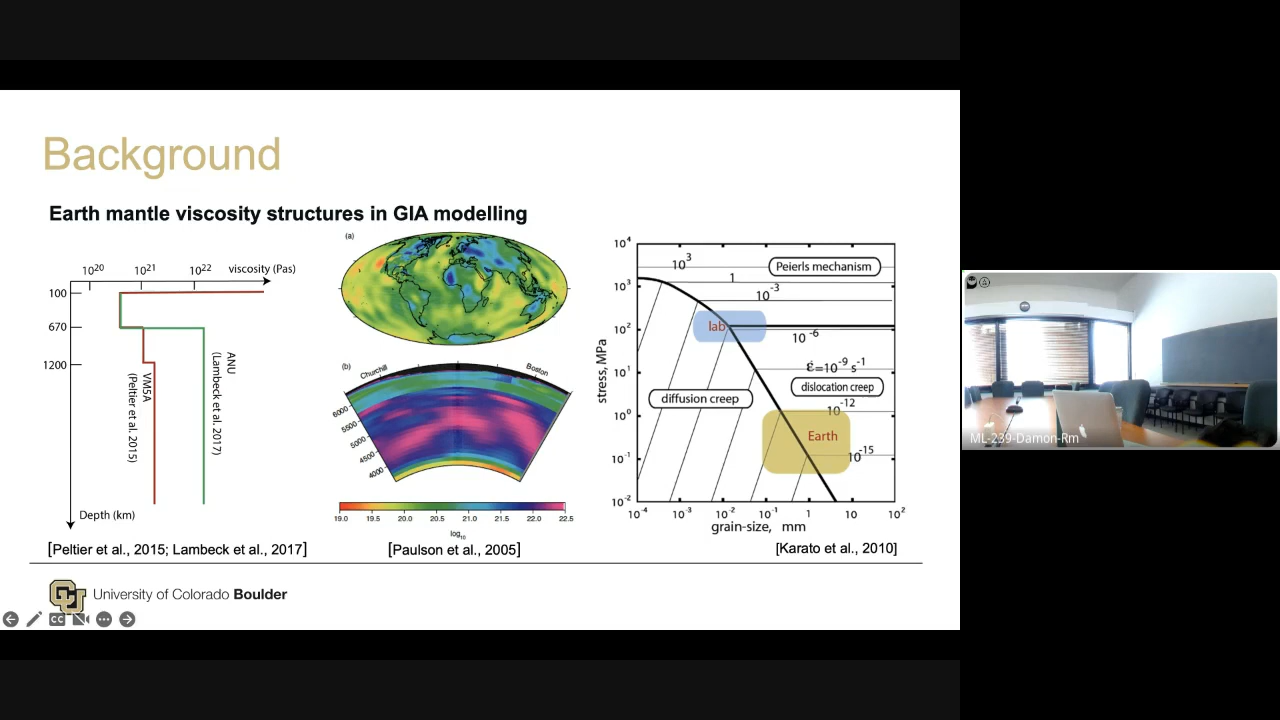 Background
Earth mantle viscosity structures in GIA modelling
10²⁰ 10²¹ 10²² viscosity (Pas)
100
670
1200
VM5A
(Peltier et al. 2015)
ANU
(Lambeck et al. 2017)
Depth (km)
[Peltier et al., 2015; Lambeck et al., 2017]
(a)
(b)
Churchill
Boston
6000
5500
5000
4500
4000
19.0 19.5 20.0 20.5 21.0 21.5 22.0 22.5
log₁₀
[Paulson et al., 2005]
10⁴
10³
10²
10¹
10⁰
10⁻¹
10⁻²
stress, MPa
10³
Peierls mechanism
1
10⁻³
lab
10⁻⁶
ε̇=10⁻⁹ s⁻¹
dislocation creep
diffusion creep
10⁻¹²
Earth
10⁻¹⁵
10⁻⁴ 10⁻³ 10⁻² 10⁻¹ 1 10 10²
grain-size, mm
[Karato et al., 2010]
CU
University of Colorado Boulder
CC
ML-239-Damon-Rm